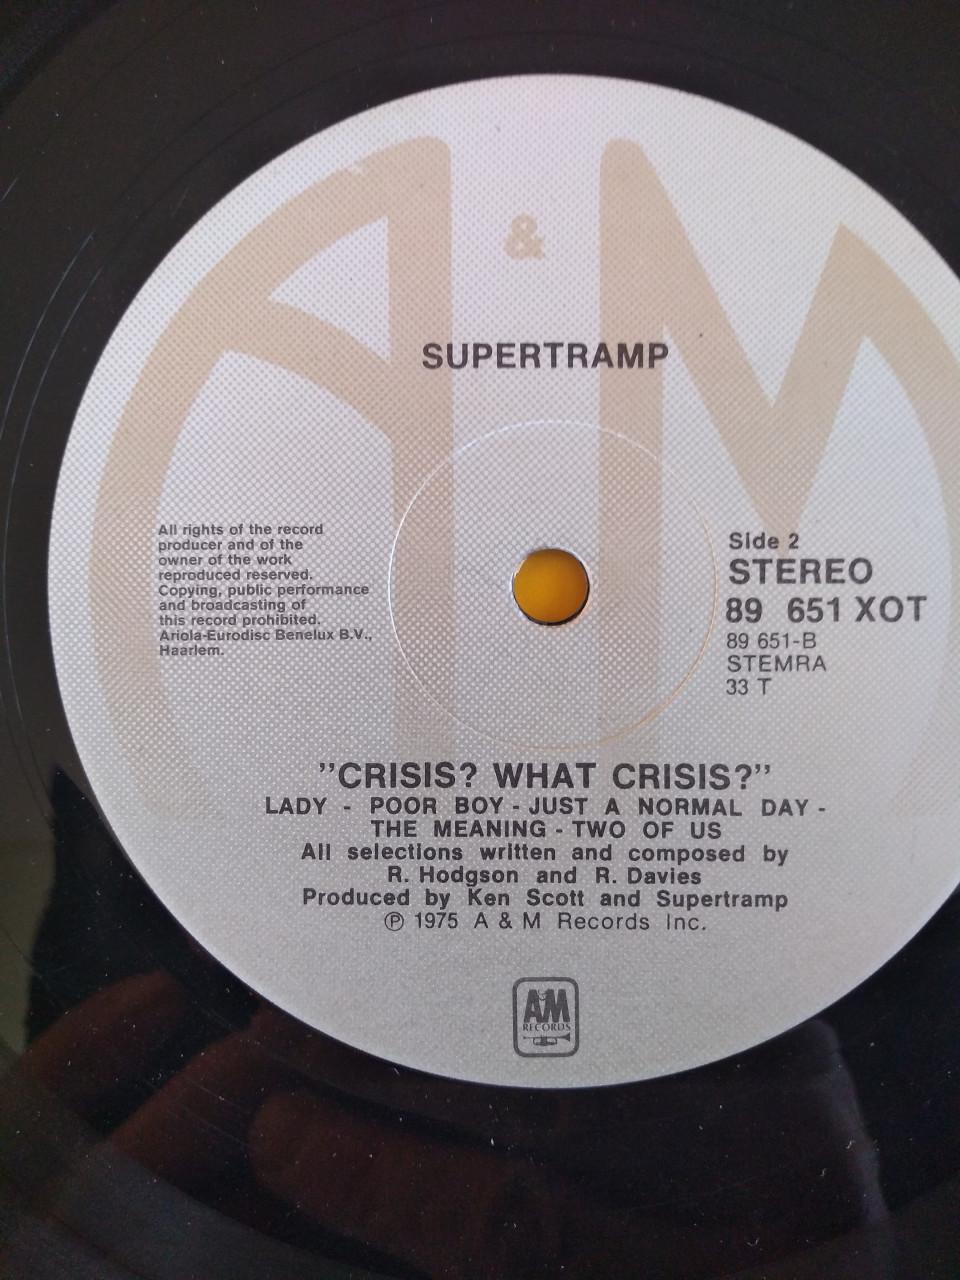 A & M
SUPERTRAMP
All rights of the record
producer and of the
owner of the work
reproduced reserved.
Copying, public performance
and broadcasting of
this record prohibited.
Ariola-Eurodisc Benelux B.V.,
Haarlem.
Side 2
STEREO
89 651 XOT
89 651-B
STEMRA
33 T
"CRISIS? WHAT CRISIS?"
LADY - POOR BOY - JUST A NORMAL DAY -
THE MEANING - TWO OF US
All selections written and composed by
R. Hodgson and R. Davies
Produced by Ken Scott and Supertramp
℗ 1975 A & M Records Inc.
A&M
RECORDS